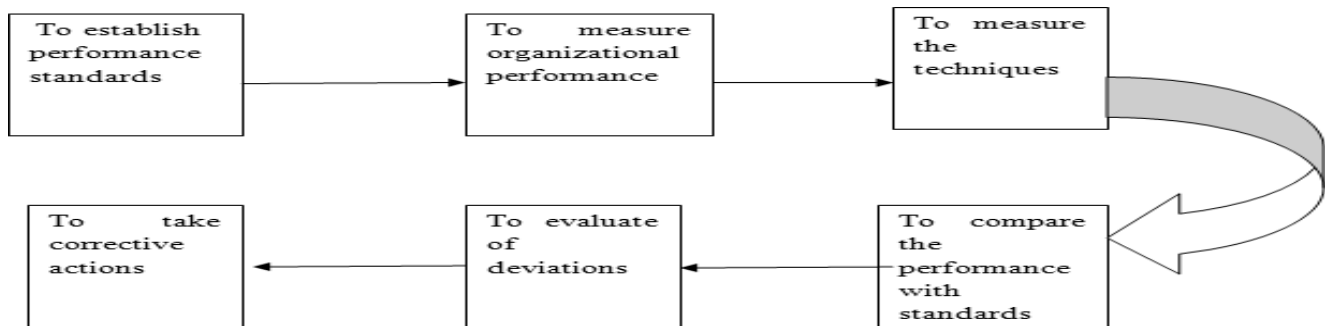 To establish
performance
standards
To measure
organizational
performance
To measure
the
techniques
To compare
the
performance
with
standards
To evaluate
of
deviations
To take
corrective
actions